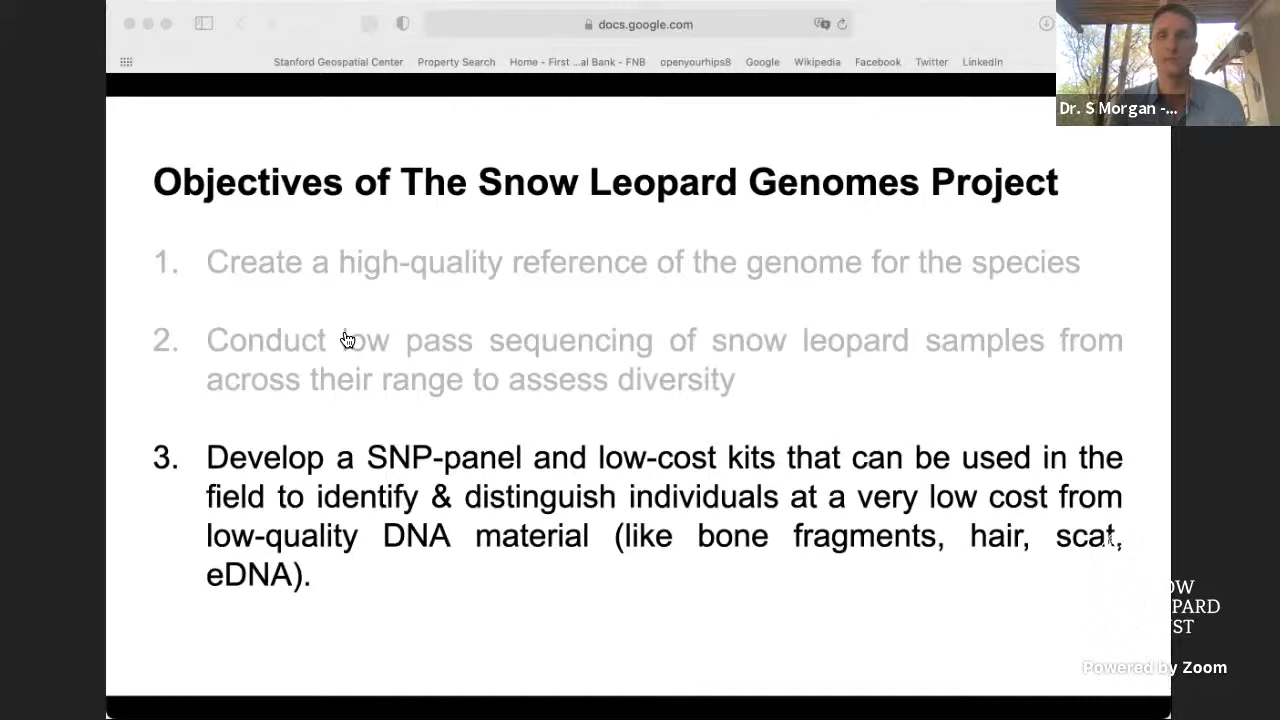 docs.google.com
Stanford Geospatial Center Property Search Home - First ...al Bank - FNB openyourhips8 Google Wikipedia Facebook Twitter LinkedIn
Dr. S Morgan -...
Objectives of The Snow Leopard Genomes Project
1. Create a high-quality reference of the genome for the species
2. Conduct low pass sequencing of snow leopard samples from
across their range to assess diversity
3. Develop a SNP-panel and low-cost kits that can be used in the
field to identify & distinguish individuals at a very low cost from
low-quality DNA material (like bone fragments, hair, scat,
eDNA).
OW
PARD
ST
Powered by Zoom